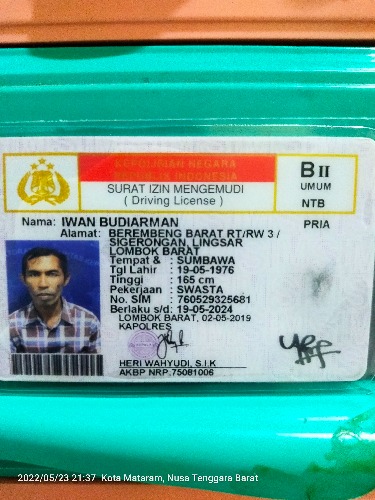 KEPOLISIAN NEGARA
REPUBLIK INDONESIA
SURAT IZIN MENGEMUDI
( Driving License )
B II
UMUM
NTB
Nama: IWAN BUDIARMAN
PRIA
Alamat: BEREMBENG BARAT RT/RW 3 /
SIGERONGAN, LINGSAR
LOMBOK BARAT
Tempat & : SUMBAWA
Tgl Lahir : 19-05-1976
Tinggi : 165 cm
Pekerjaan : SWASTA
No. SIM : 760529325681
Berlaku s/d: 19-05-2024
LOMBOK BARAT, 02-05-2019
KAPOLRES
HERI WAHYUDI, S.I.K
AKBP NRP.75081006
2022/05/23 21:37 Kota Mataram, Nusa Tenggara Barat